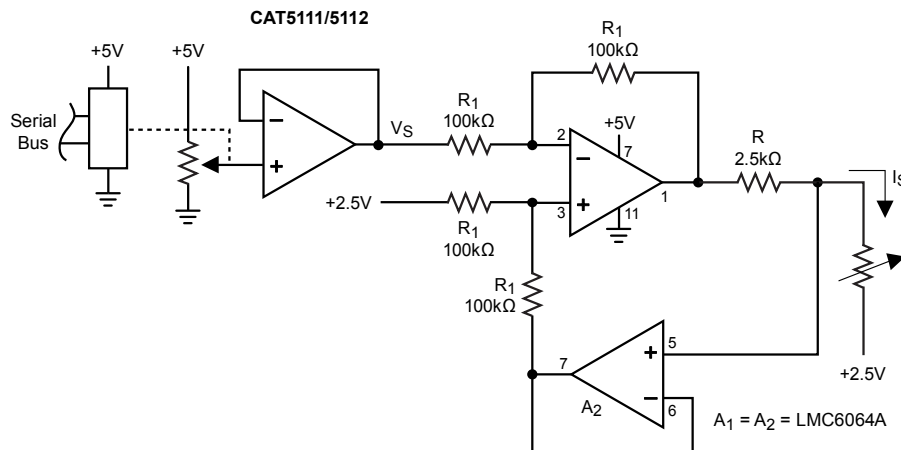 CAT5111/5112
+5V
+5V
Serial
Bus
VS
R1
100kΩ
R1
100kΩ
+5V
7
2
3
1
11
R
2.5kΩ
+2.5V
R1
100kΩ
R1
100kΩ
7
5
6
A2
+2.5V
A1 = A2 = LMC6064A